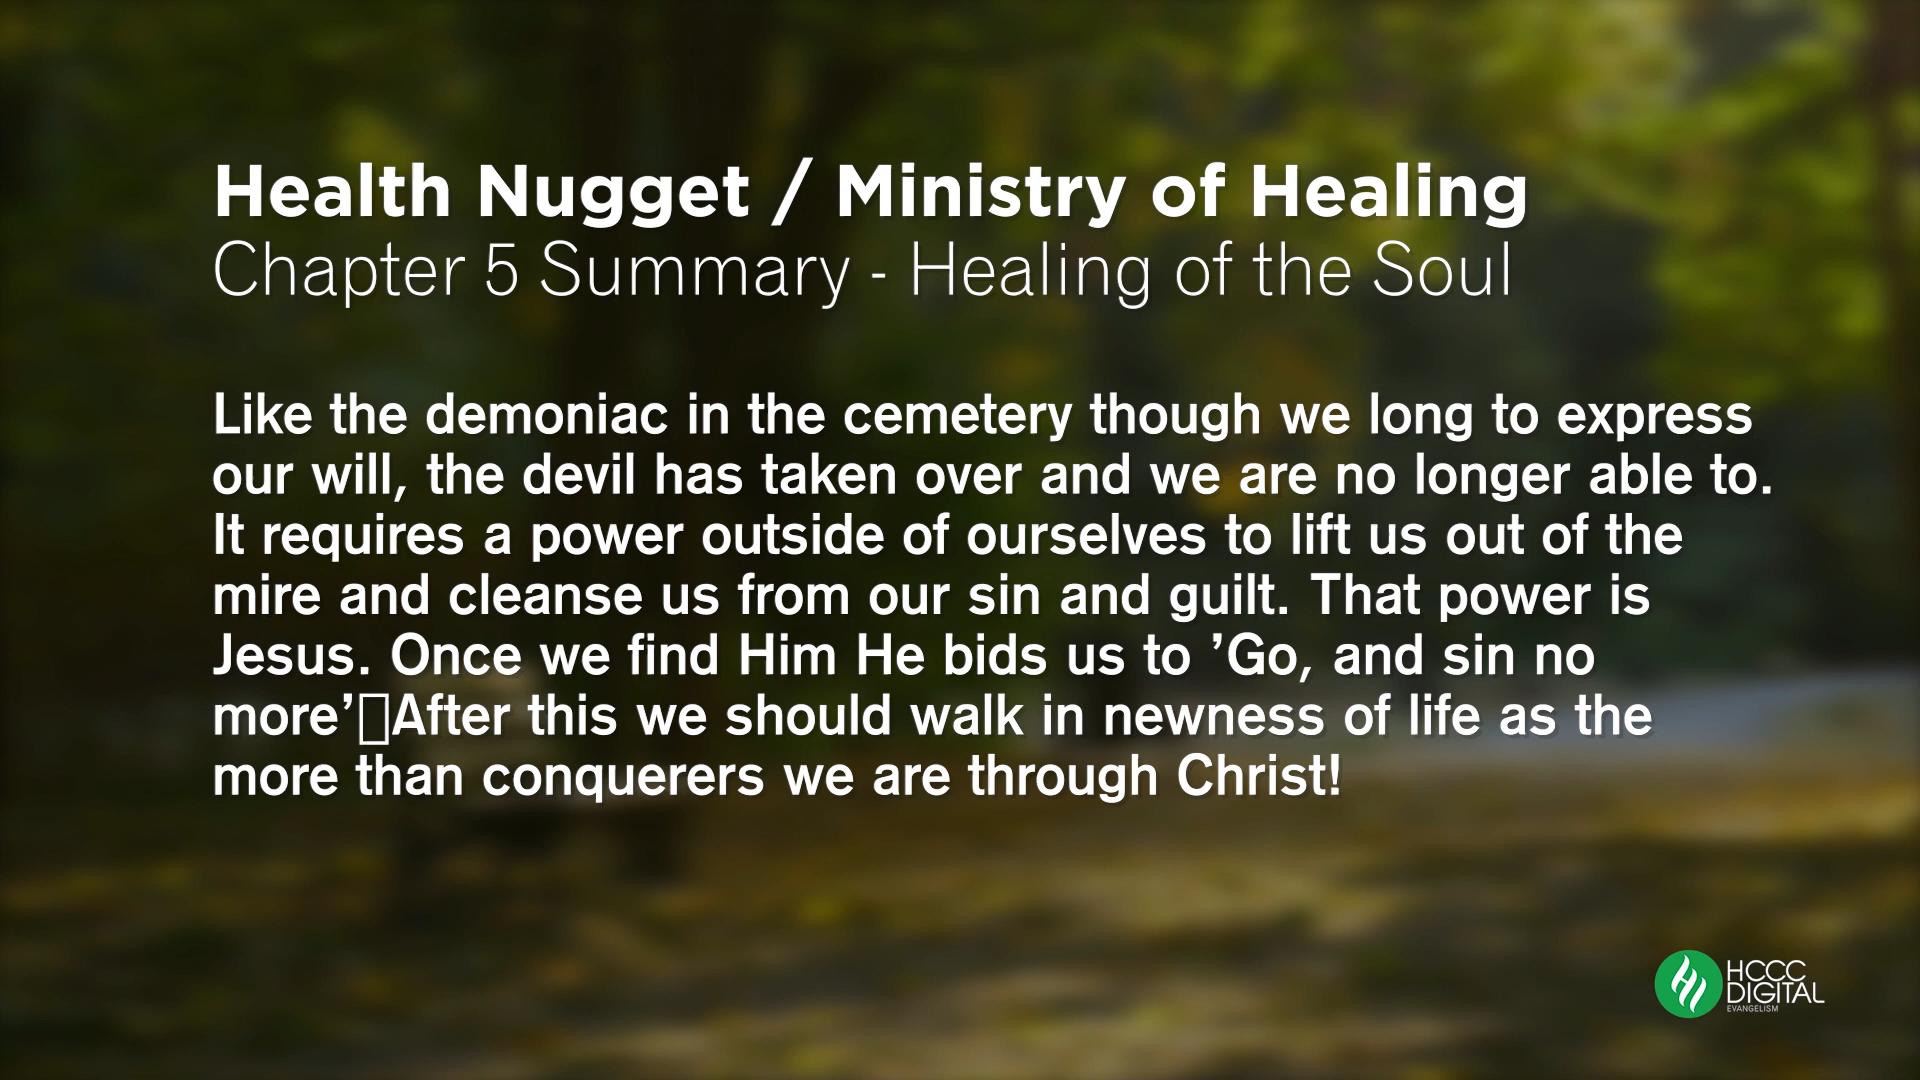 Health Nugget / Ministry of Healing
Chapter 5 Summary - Healing of the Soul
Like the demoniac in the cemetery though we long to express
our will, the devil has taken over and we are no longer able to.
It requires a power outside of ourselves to lift us out of the
mire and cleanse us from our sin and guilt. That power is
Jesus. Once we find Him He bids us to ’Go, and sin no
more’▯After this we should walk in newness of life as the
more than conquerers we are through Christ!
HCCC
DIGITAL
EVANGELISM